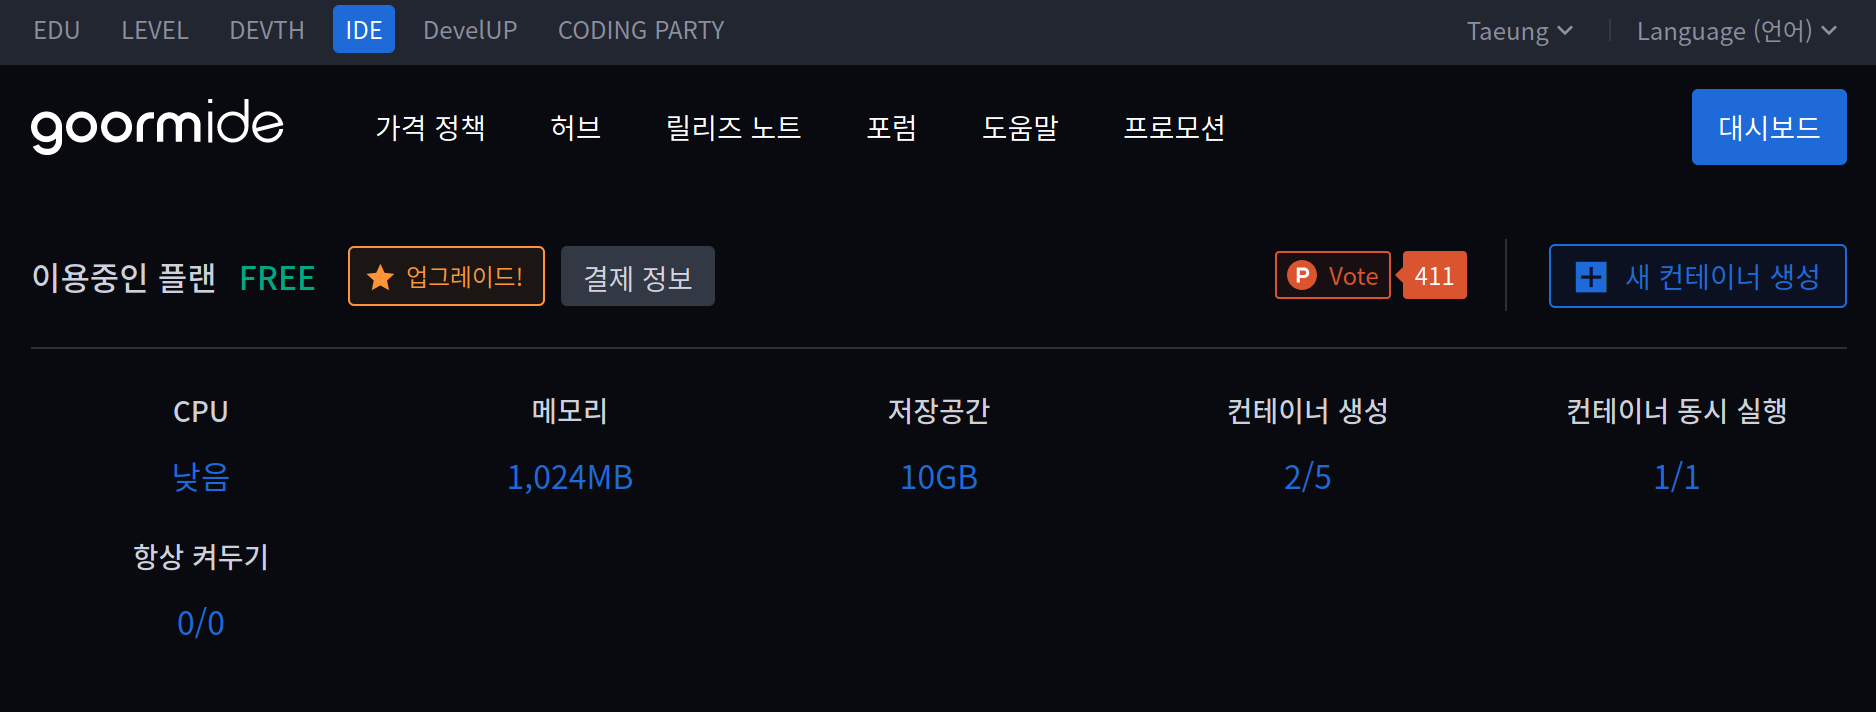 EDU LEVEL DEVTH IDE DevelUP CODING PARTY Taeung Language (언어)
goormide 가격 정책 허브 릴리즈 노트 포럼 도움말 프로모션 대시보드
이용중인 플랜 FREE 업그레이드! 결제 정보 P Vote 411 새 컨테이너 생성
CPU 메모리 저장공간 컨테이너 생성 컨테이너 동시 실행
낮음 1,024MB 10GB 2/5 1/1
항상 켜두기
0/0